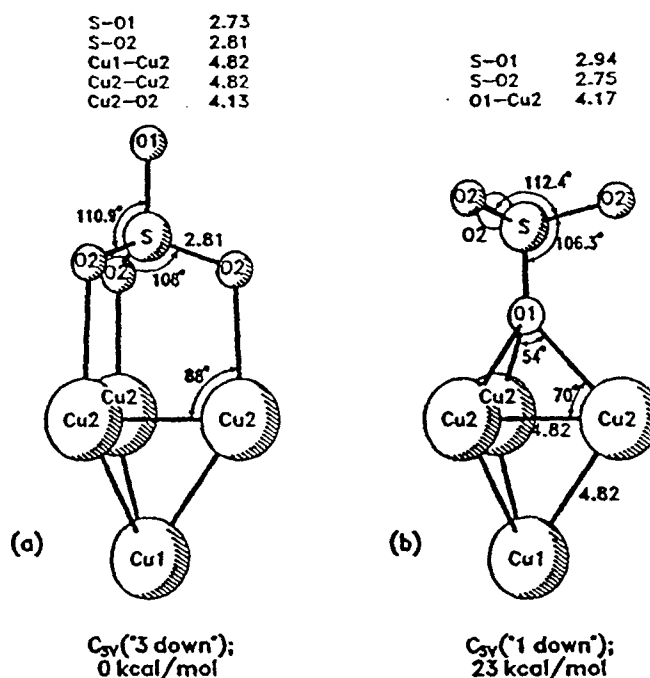 S-O1 2.73
S-O2 2.81
Cu1-Cu2 4.82
Cu2-Cu2 4.82
Cu2-O2 4.13
O1
110.9°
S
2.81
O2
O2
108°
O2
88°
Cu2
Cu2
Cu2
(a)
Cu1
C3V("3 down");
0 kcal/mol
S-O1 2.94
S-O2 2.75
O1-Cu2 4.17
O2
112.4°
O2
O2
S
106.3°
O1
54°
Cu2
70°
Cu2
Cu2
4.82
4.82
(b)
Cu1
C3V("1 down");
23 kcal/mol